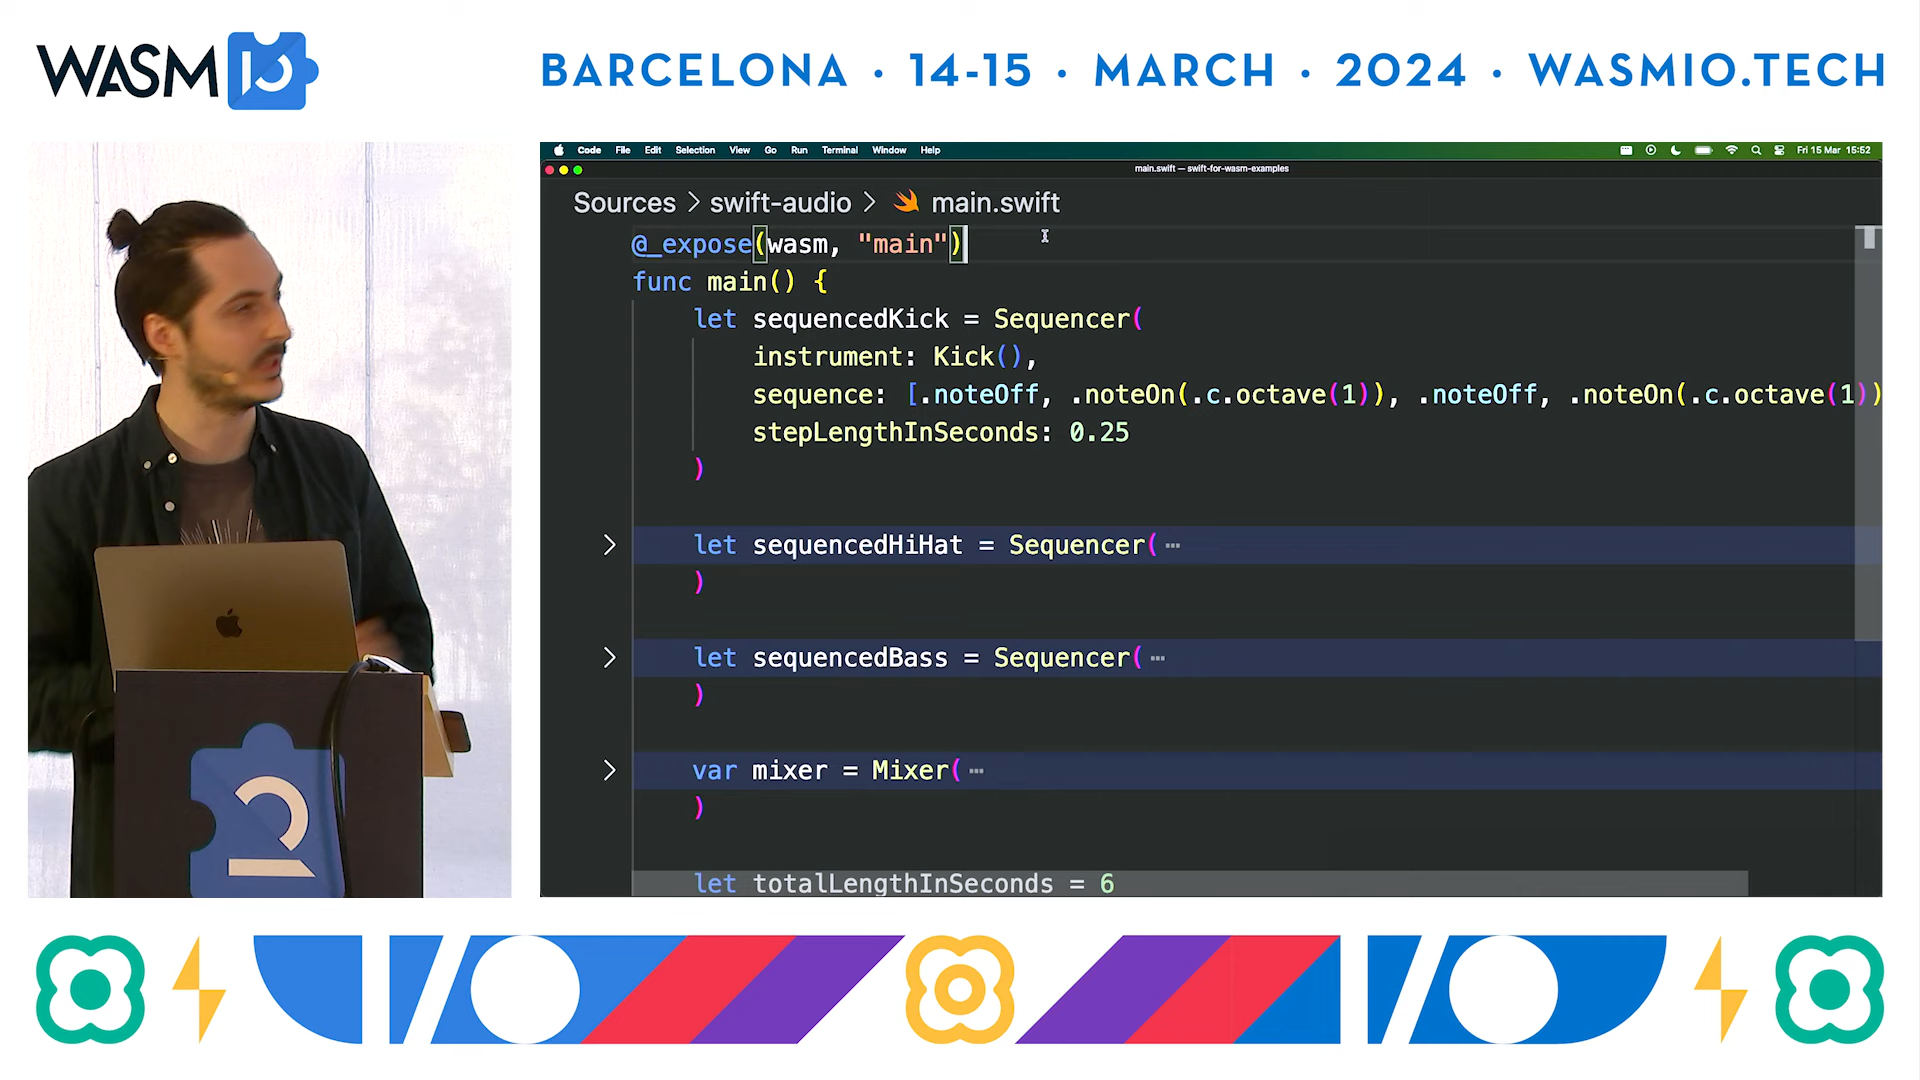 WASM IO
BARCELONA · 14-15 · MARCH · 2024 · WASMIO.TECH
Code File Edit Selection View Go Run Terminal Window Help Fri 15 Mar 15:52
main.swift — swift-for-wasm-examples
Sources > swift-audio > main.swift
@_expose(wasm, "main")
func main() {
let sequencedKick = Sequencer(
instrument: Kick(),
sequence: [.noteOff, .noteOn(.c.octave(1)), .noteOff, .noteOn(.c.octave(1))
stepLengthInSeconds: 0.25
)
let sequencedHiHat = Sequencer( ⋯
)
let sequencedBass = Sequencer( ⋯
)
var mixer = Mixer( ⋯
)
let totalLengthInSeconds = 6